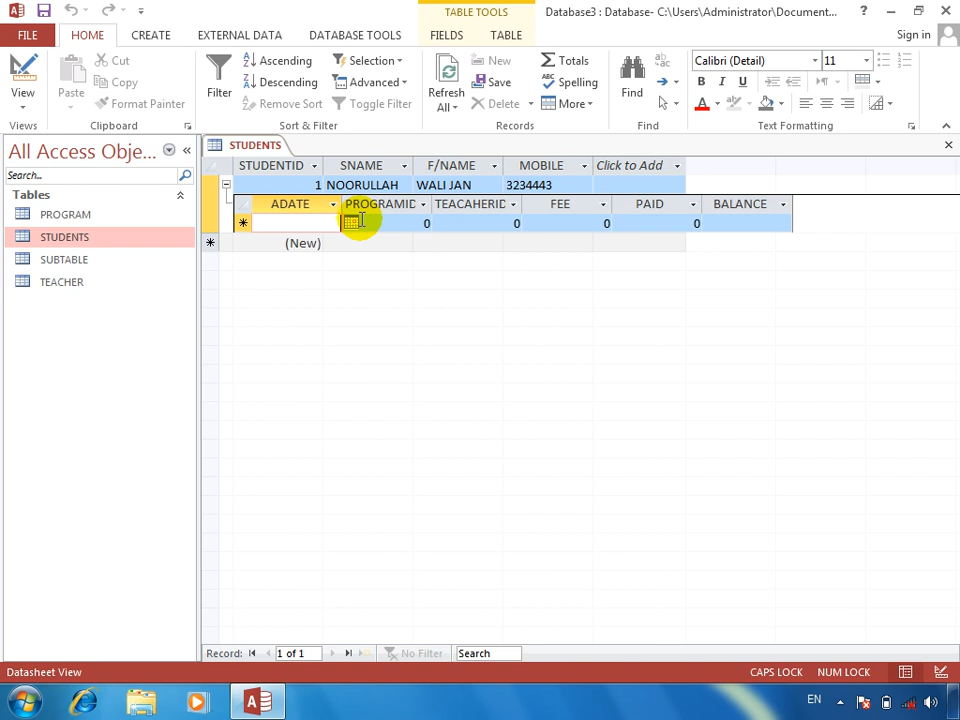 TABLE TOOLS
Database3 : Database- C:\Users\Administrator\Document...
?
FILE
HOME
CREATE
EXTERNAL DATA
DATABASE TOOLS
FIELDS
TABLE
Sign in
View
Paste
Cut
Copy
Format Painter
Filter
Ascending
Descending
Remove Sort
Selection
Advanced
Toggle Filter
Refresh
All
New
Save
Delete
Totals
Spelling
More
Find
Calibri (Detail)
11
B I U
A
Views
Clipboard
Sort & Filter
Records
Find
Text Formatting
All Access Obje...
Search...
Tables
PROGRAM
STUDENTS
SUBTABLE
TEACHER
STUDENTS
STUDENTID SNAME F/NAME MOBILE Click to Add
1 NOORULLAH WALI JAN 3234443
ADATE PROGRAMID TEACAHERID FEE PAID BALANCE
0 0 0 0
(New)
Record: 1 of 1 No Filter Search
Datasheet View
CAPS LOCK NUM LOCK
EN